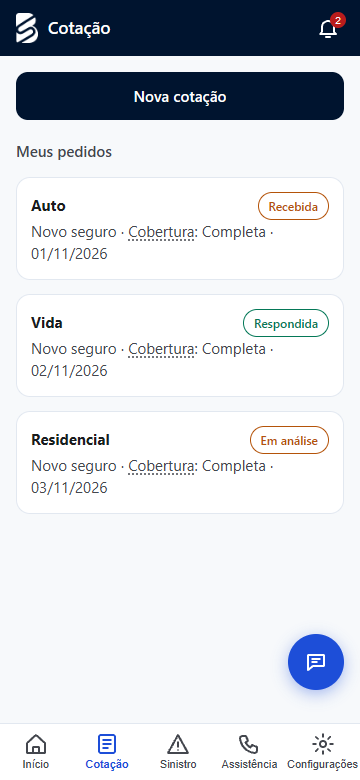 Cotação
2
Nova cotação
Meus pedidos
Auto
Recebida
Novo seguro · Cobertura: Completa ·
01/11/2026
Vida
Respondida
Novo seguro · Cobertura: Completa ·
02/11/2026
Residencial
Em análise
Novo seguro · Cobertura: Completa ·
03/11/2026
Início
Cotação
Sinistro
Assistência
Configurações